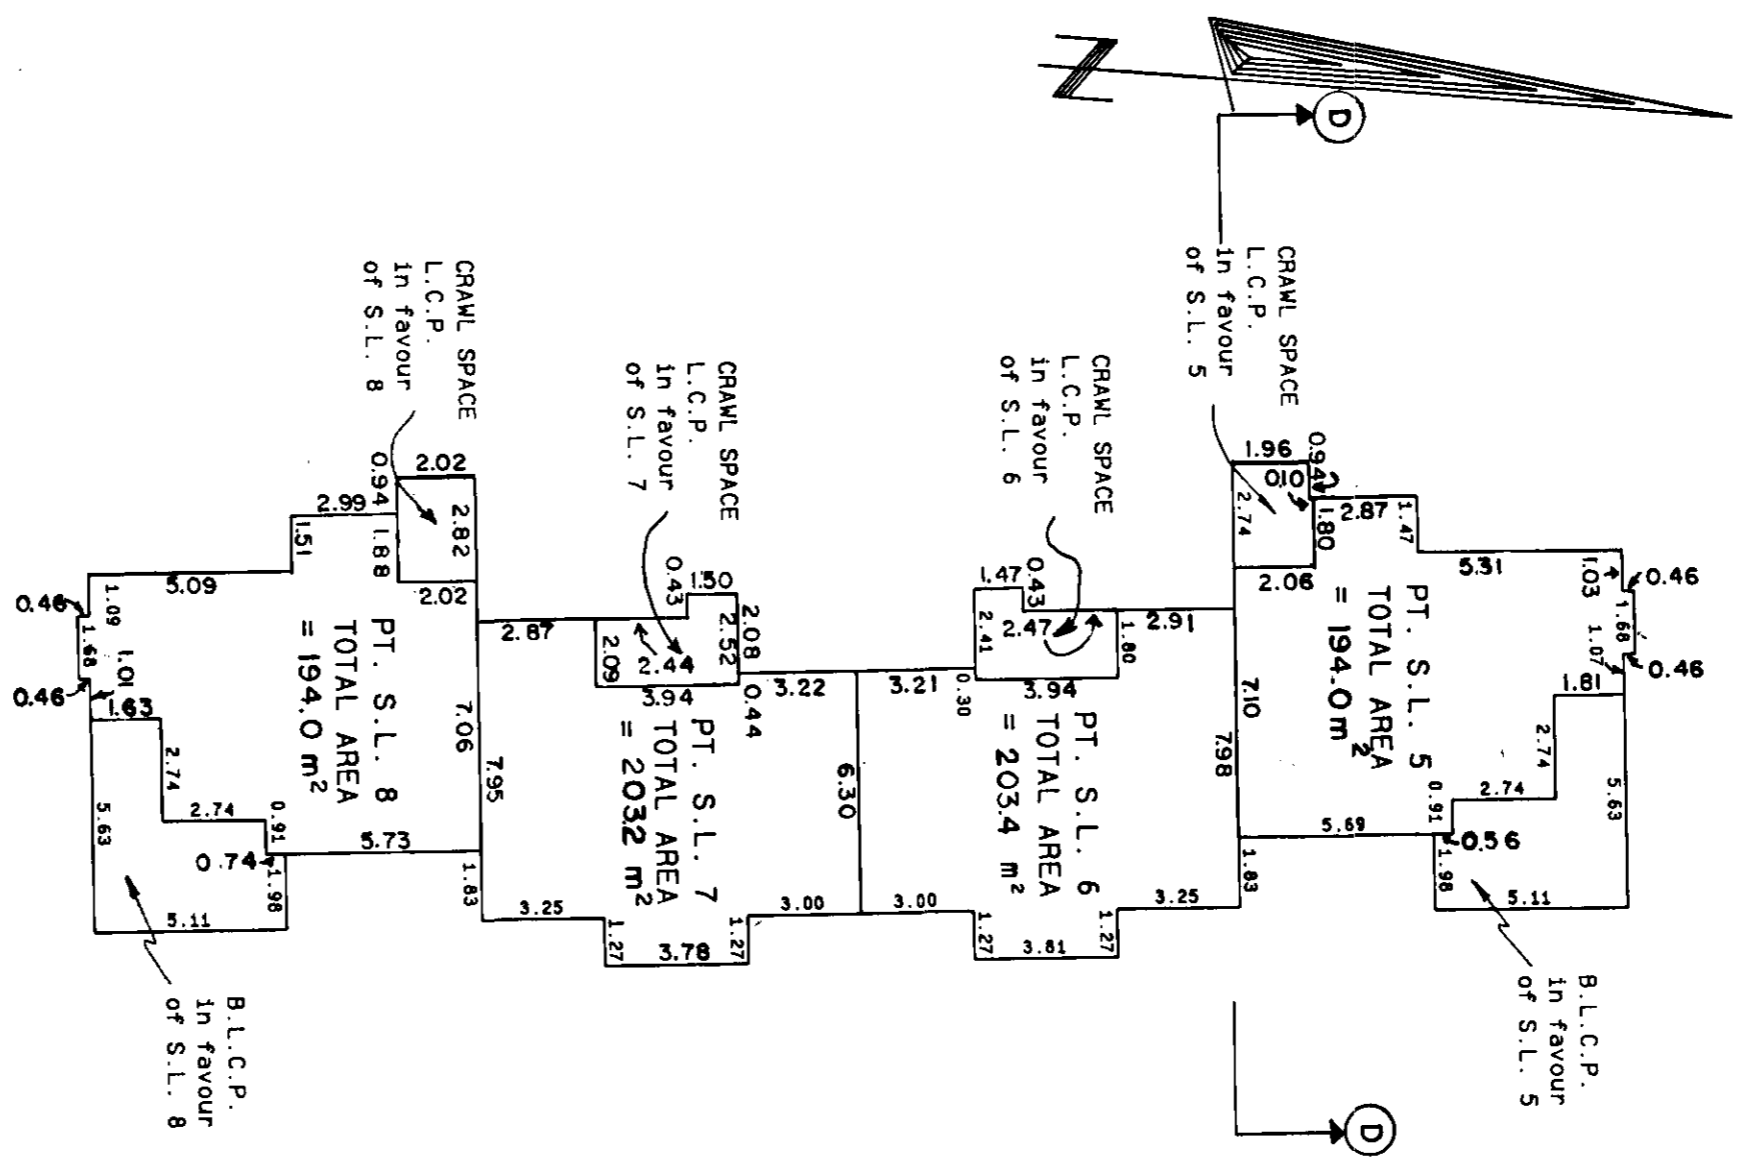 N
D
CRAWL SPACE
L.C.P.
in favour
of S.L. 5
CRAWL SPACE
L.C.P.
in favour
of S.L. 8
CRAWL SPACE
L.C.P.
in favour
of S.L. 7
CRAWL SPACE
L.C.P.
in favour
of S.L. 6
2.02
0.94
2.99
2.82
1.88
1.51
2.02
5.09
0.46
1.09
1.68
1.01
0.46
1.63
2.74
2.74
0.91
5.63
0.74
1.98
5.11
5.73
7.06
7.95
1.83
PT. S.L. 8
TOTAL AREA
= 194.0 m²
2.87
0.43
1.50
2.08
2.52
2.09
2.44
3.94
0.44
3.22
PT. S.L. 7
TOTAL AREA
= 203.2 m²
6.30
3.25
1.27
3.78
1.27
3.00
1.47
0.43
2.47
2.41
1.80
2.91
3.21
0.30
3.94
PT. S.L. 6
TOTAL AREA
= 203.4 m²
3.00
1.27
3.81
1.27
3.25
1.96
0.94
0.10
2.74
1.80
2.87
1.47
2.06
5.31
1.03
0.46
1.68
1.07
0.46
1.81
PT. S.L. 5
TOTAL AREA
= 194.0 m²
7.10
7.98
2.74
2.74
0.91
5.63
5.69
0.56
1.98
1.83
5.11
B.L.C.P.
in favour
of S.L. 8
B.L.C.P.
in favour
of S.L. 5
D